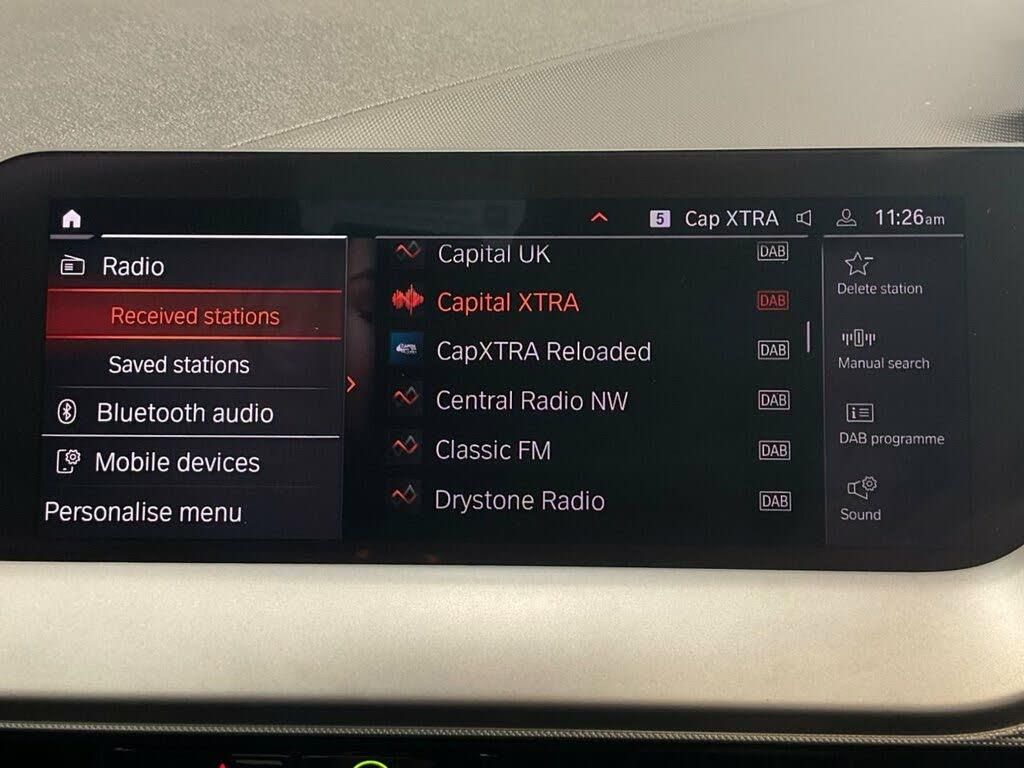 5 Cap XTRA 11:26am
Radio
Received stations
Saved stations
Bluetooth audio
Mobile devices
Personalise menu
Capital UK DAB
Capital XTRA DAB
CapXTRA Reloaded DAB
Central Radio NW DAB
Classic FM DAB
Drystone Radio DAB
Delete station
Manual search
DAB programme
Sound